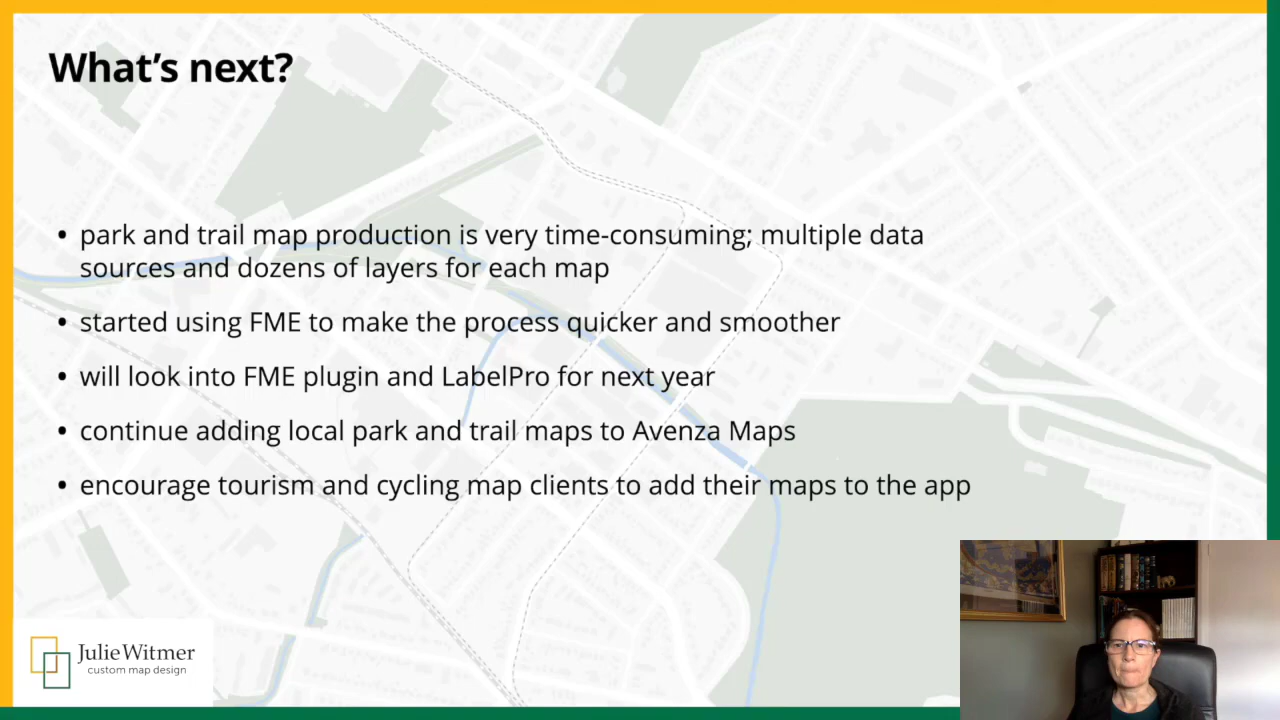 What's next?
• park and trail map production is very time-consuming; multiple data
sources and dozens of layers for each map
• started using FME to make the process quicker and smoother
• will look into FME plugin and LabelPro for next year
• continue adding local park and trail maps to Avenza Maps
• encourage tourism and cycling map clients to add their maps to the app
Julie Witmer
custom map design